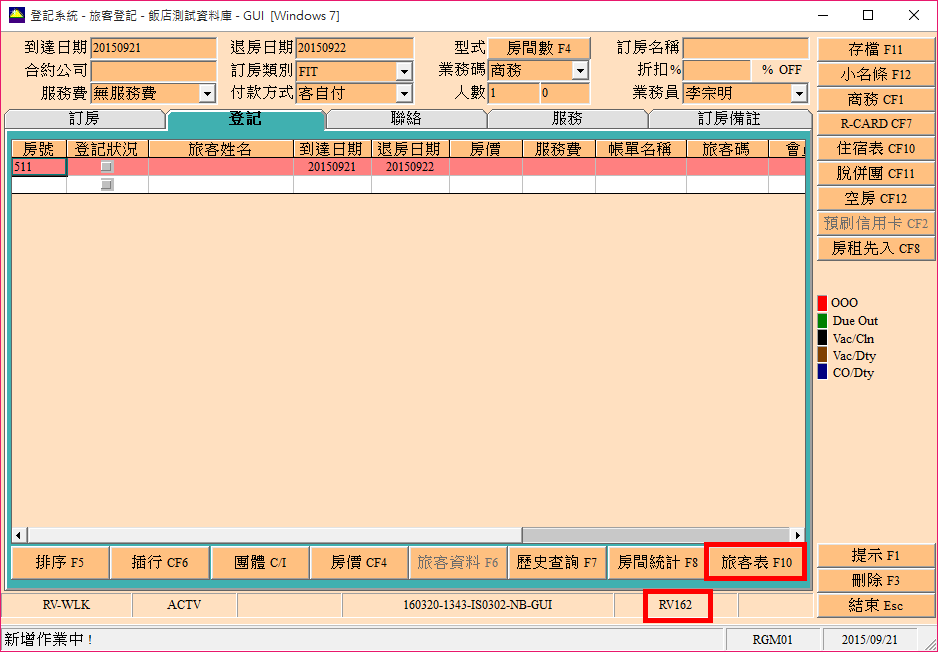 登記系統 - 旅客登記 - 飯店測試資料庫 - GUI [Windows 7]
到達日期 20150921 退房日期 20150922 型式 房間數 F4 訂房名稱
合約公司 訂房類別 FIT 業務碼 商務 折扣% % OFF
服務費 無服務費 付款方式 客自付 人數 1 0 業務員 李宗明
訂房 登記 聯絡 服務 訂房備註
房號 登記狀況 旅客姓名 到達日期 退房日期 房價 服務費 帳單名稱 旅客碼
511 20150921 20150922
存檔 F11
小名條 F12
商務 CF1
R-CARD CF7
住宿表 CF10
脫併團 CF11
空房 CF12
預刷信用卡 CF2
房租先入 CF8
OOO
Due Out
Vac/Cln
Vac/Dty
CO/Dty
排序 F5 插行 CF6 團體 C/I 房價 CF4 旅客資料 F6 歷史查詢 F7 房間統計 F8 旅客表 F10
提示 F1
刪除 F3
結束 Esc
RV-WLK ACTV 160320-1343-IS0302-NB-GUI RV162
新增作業中 ! RGM01 2015/09/21